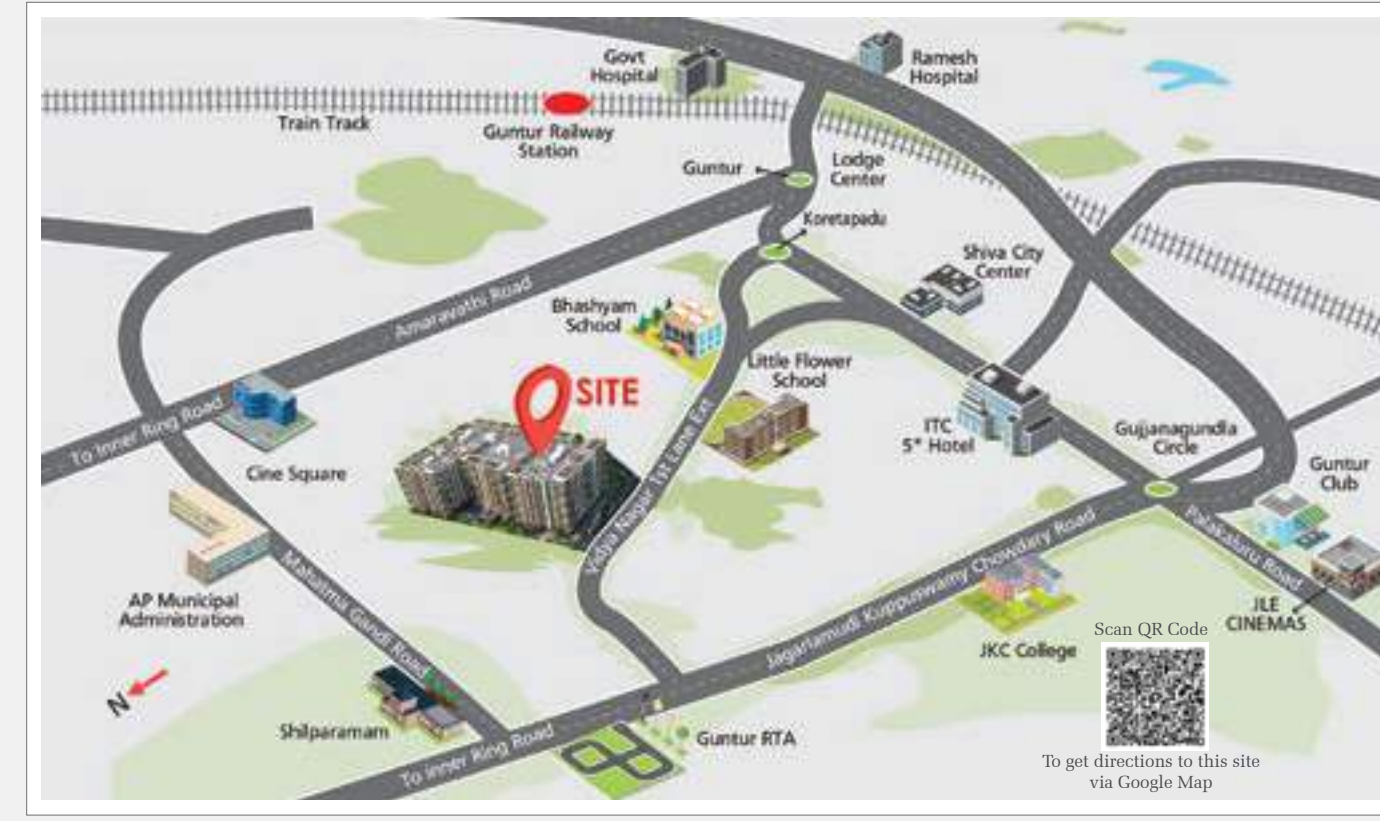 Govt
Hospital
Ramesh
Hospital
Train Track
Guntur Railway
Station
Guntur
Lodge
Center
Koretapadu
Shiva City
Center
Amaravathi Road
Bhashyam
School
Little Flower
School
SITE
To Inner Ring Road
Cine Square
ITC
5* Hotel
Gujjanagundla
Circle
Guntur
Club
Vidya Nagar 1st Lane Ext
Palakaluru Road
Mahatma Gandi Road
AP Municipal
Administration
Jagarlamudi Kuppuswamy Chowdary Road
JLE
CINEMAS
JKC College
Scan QR Code
N
Shilparamam
Guntur RTA
To inner Ring Road
To get directions to this site
via Google Map